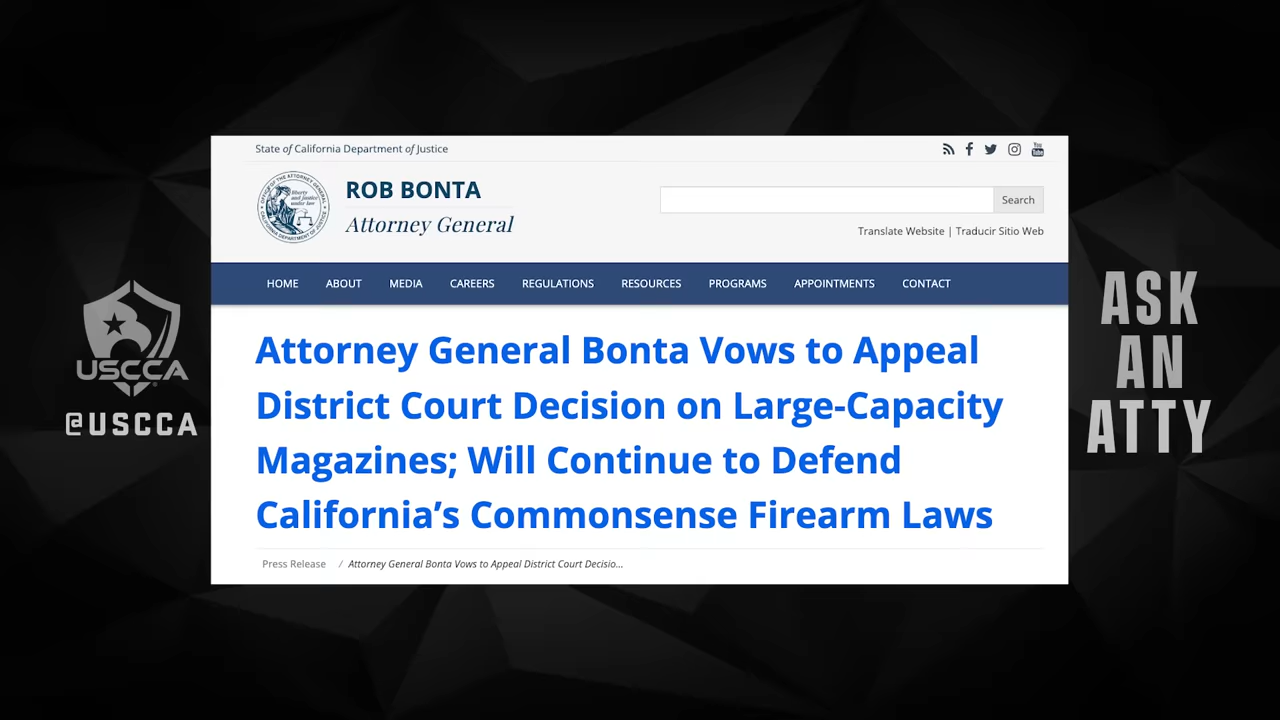 State of California Department of Justice
ROB BONTA
Attorney General
Search
Translate Website | Traducir Sitio Web
HOME ABOUT MEDIA CAREERS REGULATIONS RESOURCES PROGRAMS APPOINTMENTS CONTACT
Attorney General Bonta Vows to Appeal
District Court Decision on Large-Capacity
Magazines; Will Continue to Defend
California’s Commonsense Firearm Laws
Press Release / Attorney General Bonta Vows to Appeal District Court Decisio...
USCCA
@USCCA
ASK
AN
ATTY